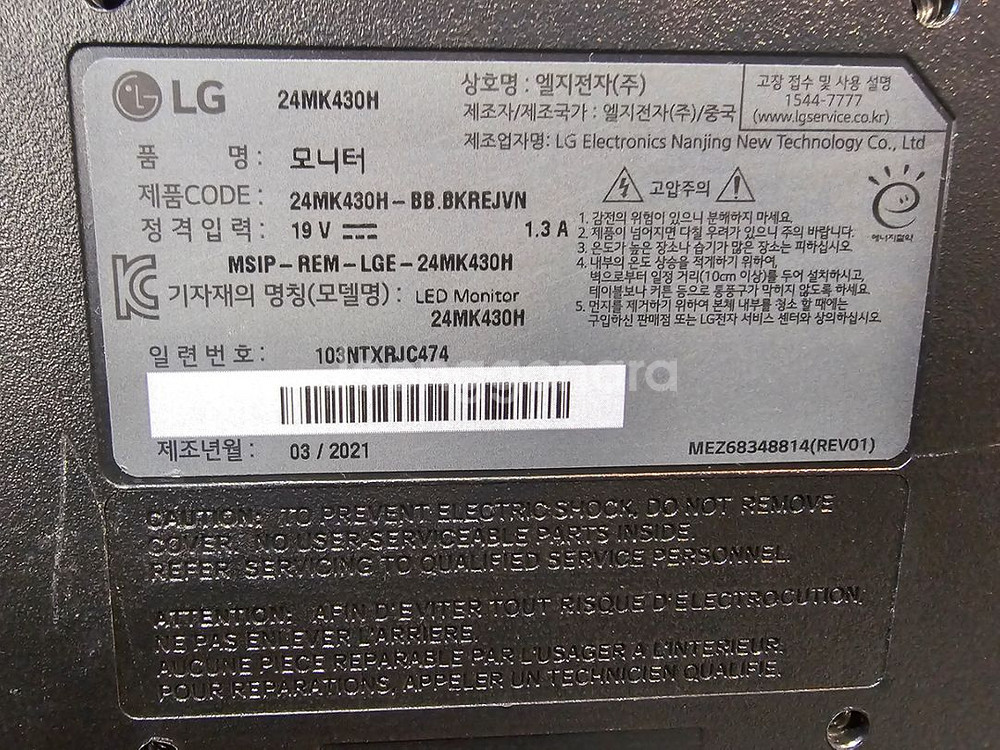 LG 24MK430H
상호명 : 엘지전자(주)
제조자/제조국가 : 엘지전자(주)/중국
제조업자명: LG Electronics Nanjing New Technology Co., Ltd
고장 접수 및 사용 설명
1544-7777
(www.lgservice.co.kr)
품 명 : 모니터
제품CODE : 24MK430H-BB.BKREJVN
정격입력 : 19 V 1.3 A
MSIP-REM-LGE-24MK430H
기자재의 명칭(모델명) : LED Monitor
24MK430H
일련번호 : 103NTXRJC474
제조년월 : 03 / 2021
고압주의
1. 감전의 위험이 있으니 분해하지 마세요.
2. 제품이 넘어지면 다칠 우려가 있으니 주의 바랍니다.
3. 온도가 높은 장소나 습기가 많은 장소는 피하십시오.
4. 내부의 온도 상승을 적게하기 위하여,
벽으로부터 일정 거리(10cm 이상)를 두어 설치하시고,
테이블보나 커튼 등으로 통풍구가 막히지 않도록 하세요.
5. 먼지를 제거하기 위하여 본체 내부를 청소 할 때에는
구입하신 판매점 또는 LG전자 서비스 센터와 상의하십시오.
에너지절약
MEZ68348814(REV01)
joonggonara
CAUTION: TO PREVENT ELECTRIC SHOCK, DO NOT REMOVE
COVER. NO USER-SERVICEABLE PARTS INSIDE.
REFER SERVICING TO QUALIFIED SERVICE PERSONNEL.
ATTENTION: AFIN D'EVITER TOUT RISQUE D'ELECTROCUTION,
NE PAS ENLEVER L'ARRIERE.
AUCUNE PIECE REPARABLE PAR L'USAGER A L'INTERIEUR.
POUR REPARATIONS, APPELER UN TECHNICIEN QUALIFIE.